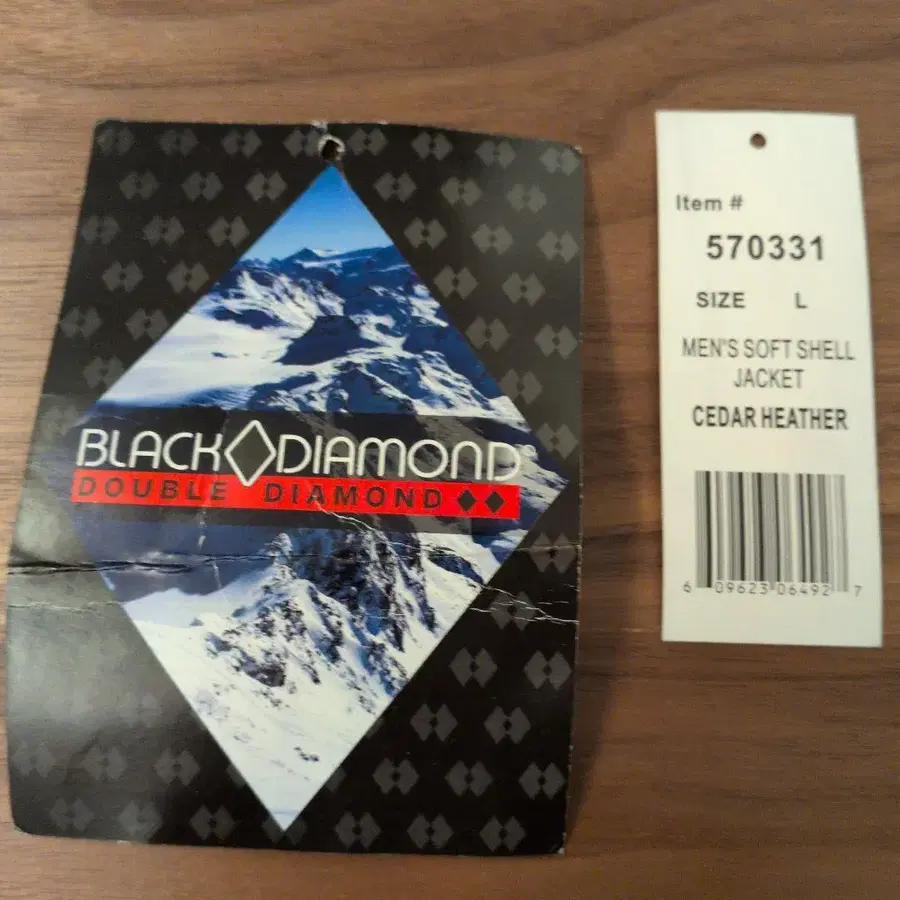 BLACK DIAMOND®
DOUBLE DIAMOND
Item #
570331
SIZE L
MEN'S SOFT SHELL
JACKET
CEDAR HEATHER
6 09623 06492 7